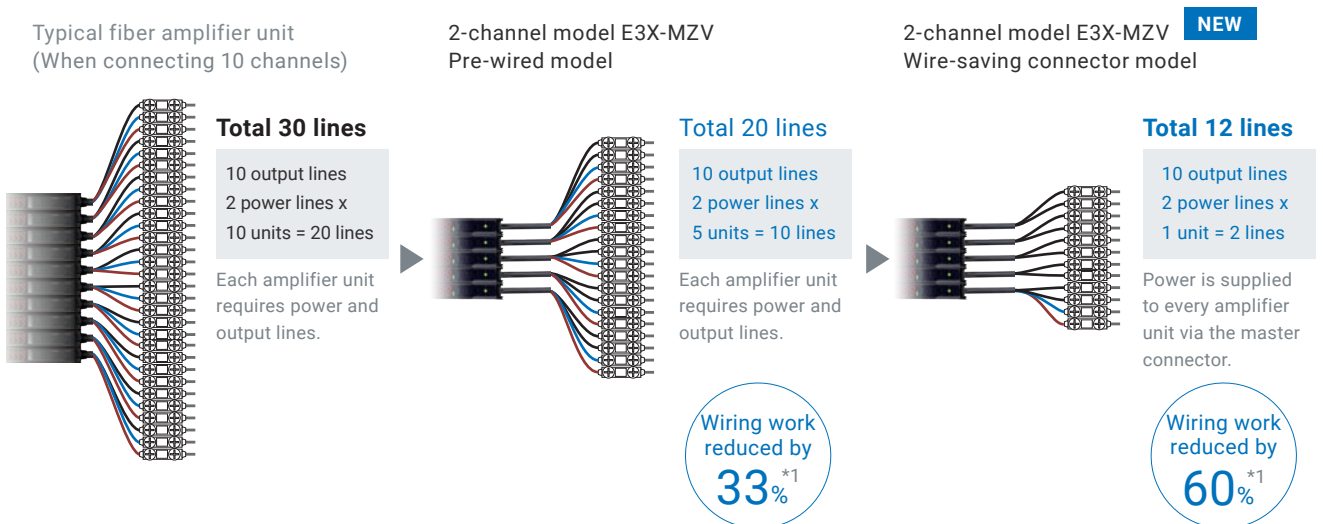 Typical fiber amplifier unit
(When connecting 10 channels)
Total 30 lines
10 output lines
2 power lines x
10 units = 20 lines
Each amplifier unit
requires power and
output lines.
2-channel model E3X-MZV
Pre-wired model
Total 20 lines
10 output lines
2 power lines x
5 units = 10 lines
Each amplifier unit
requires power and
output lines.
Wiring work
reduced by
33% *1
2-channel model E3X-MZV NEW
Wire-saving connector model
Total 12 lines
10 output lines
2 power lines x
1 unit = 2 lines
Power is supplied
to every amplifier
unit via the master
connector.
Wiring work
reduced by
60% *1